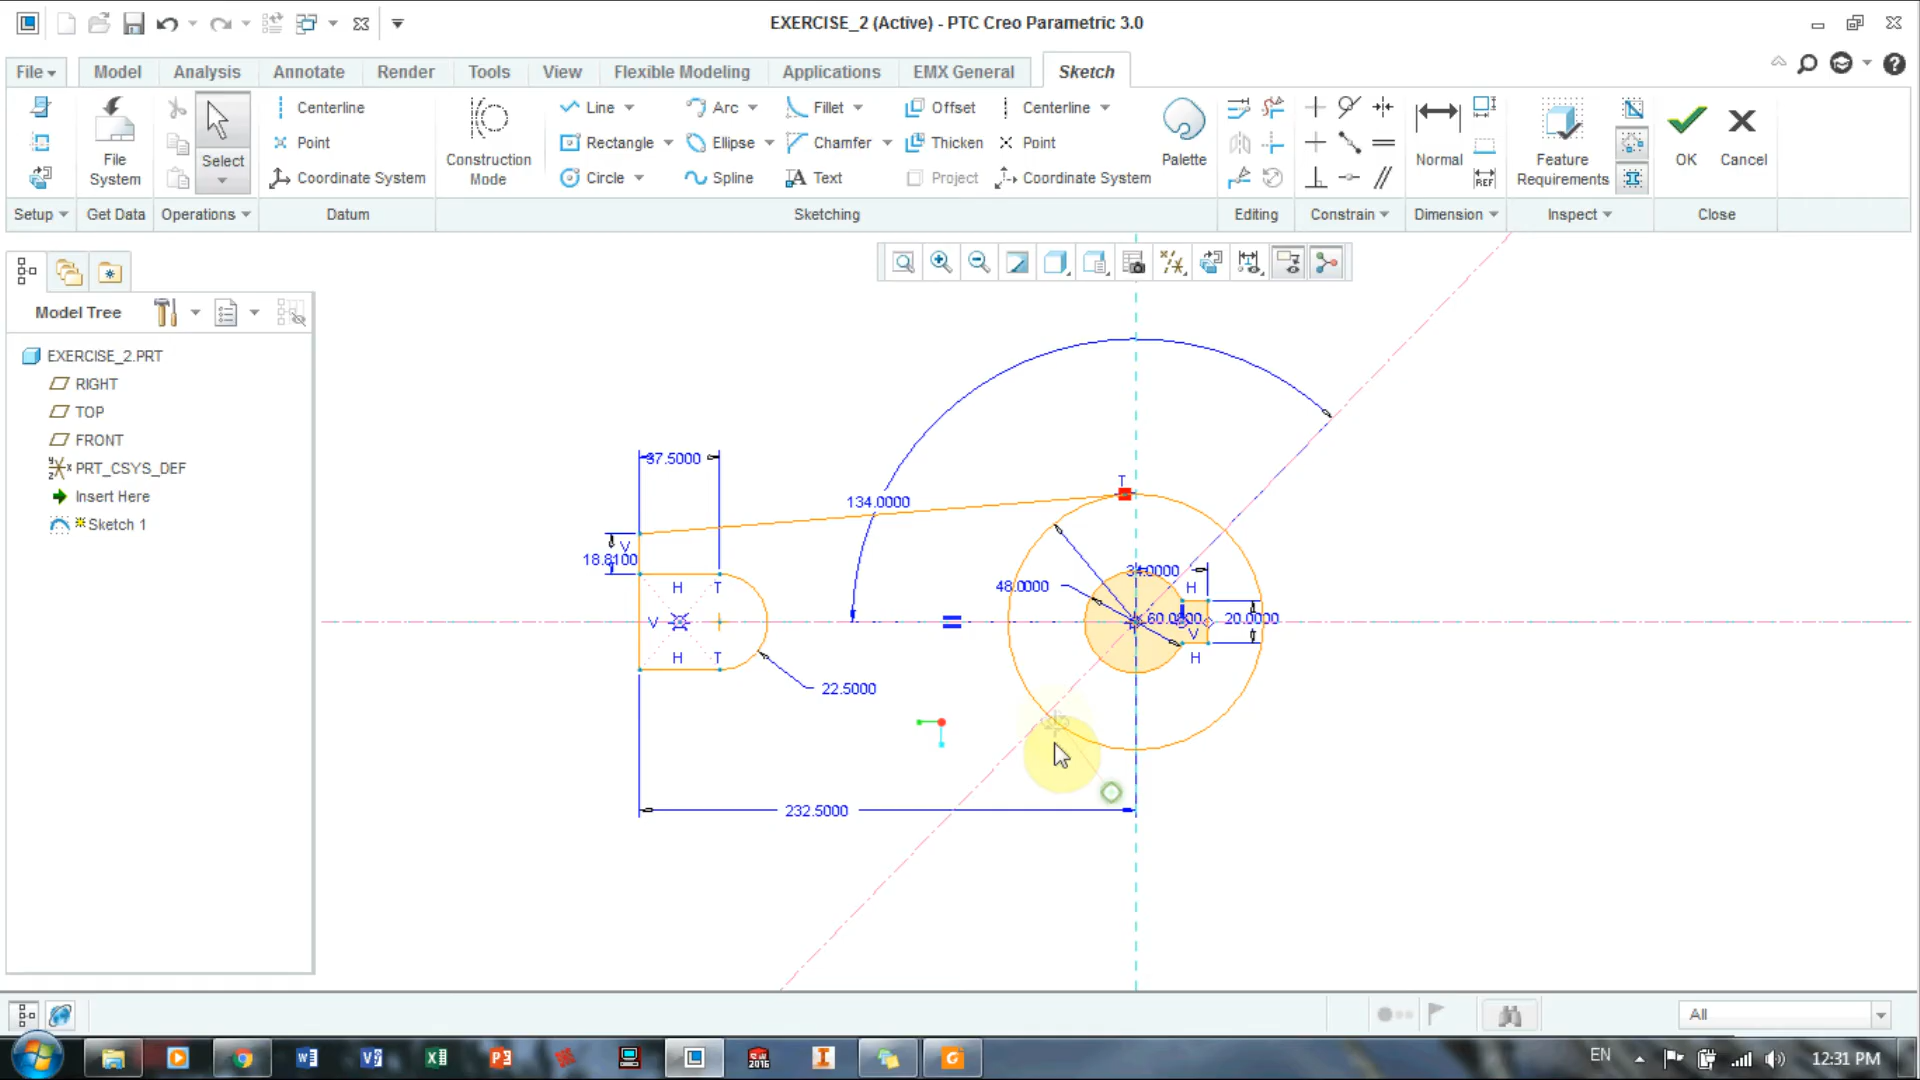 EXERCISE_2 (Active) - PTC Creo Parametric 3.0
File Model Analysis Annotate Render Tools View Flexible Modeling Applications EMX General Sketch
Centerline Line Arc Fillet Offset Centerline
Point Rectangle Ellipse Chamfer Thicken Point
File System Select Coordinate System Construction Mode Circle Spline Text Project Coordinate System Palette Normal Feature Requirements OK Cancel
REF
Setup Get Data Operations Datum Sketching Editing Constrain Dimension Inspect Close
Model Tree
EXERCISE_2.PRT
RIGHT
TOP
FRONT
PRT_CSYS_DEF
Insert Here
Sketch 1
37.5000
T
134.0000
V
18.8100
34.0000
48.0000
H T H
V 60.0000 20.0000
V
H T H
22.5000
232.5000
All
EN 12:31 PM